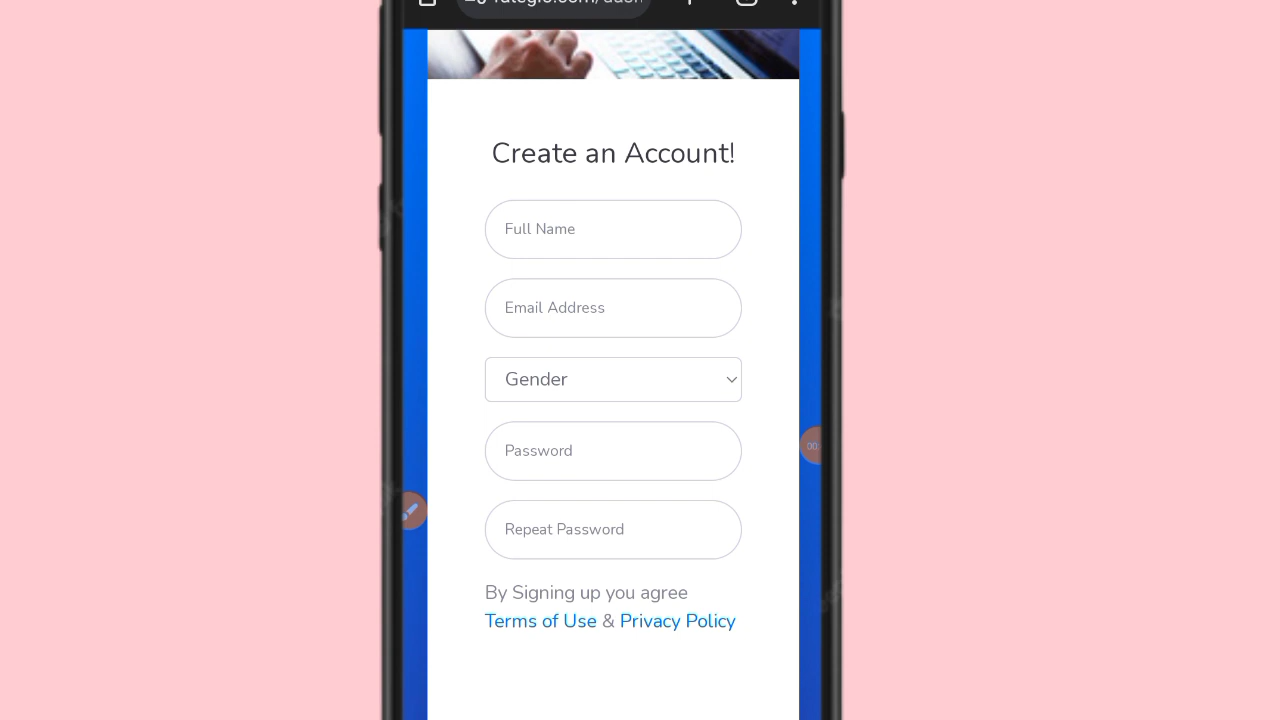 Create an Account!
Full Name
Email Address
Gender
Password
Repeat Password
By Signing up you agree
Terms of Use & Privacy Policy